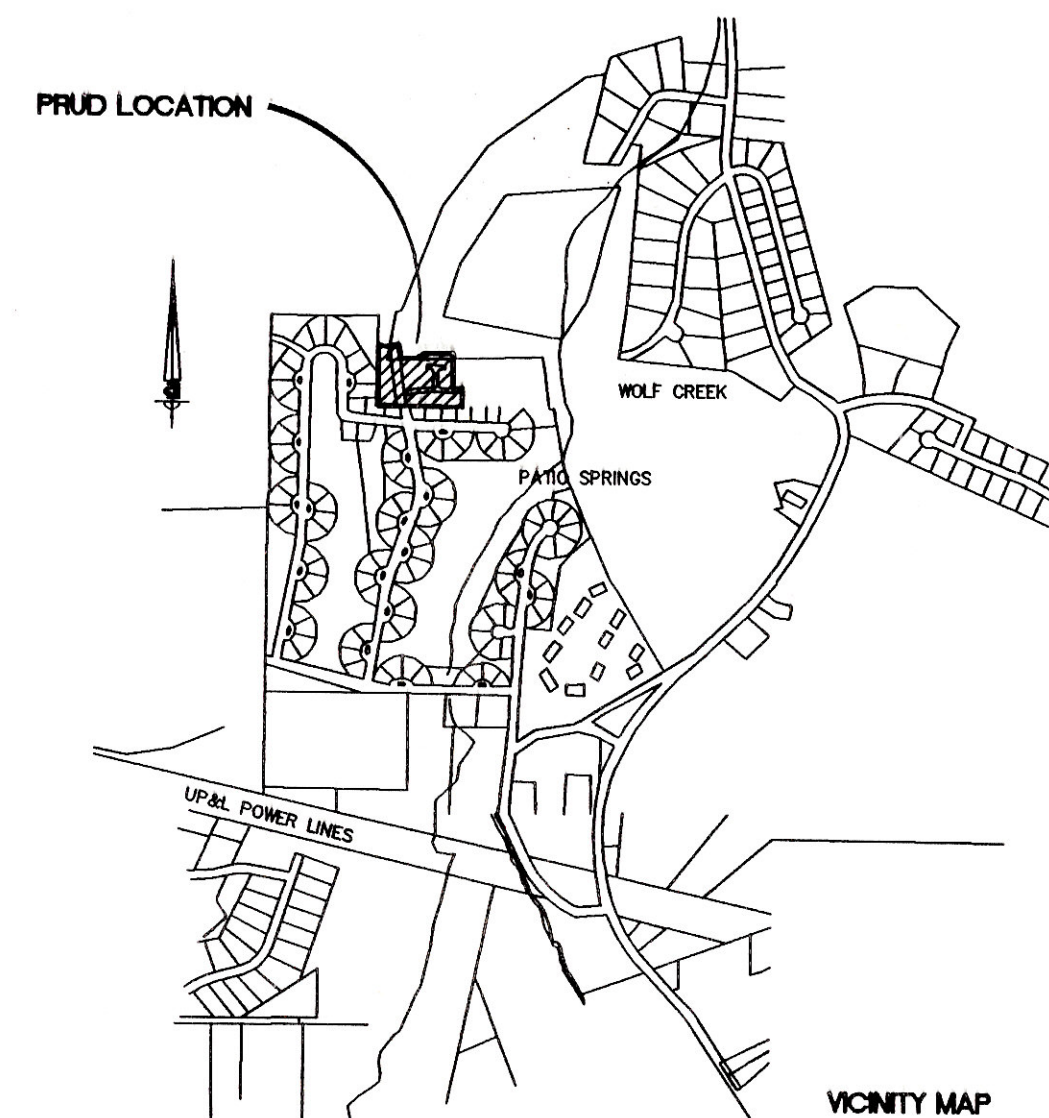 PRUD LOCATION
WOLF CREEK
PATIO SPRINGS
UP&L POWER LINES
VICINITY MAP